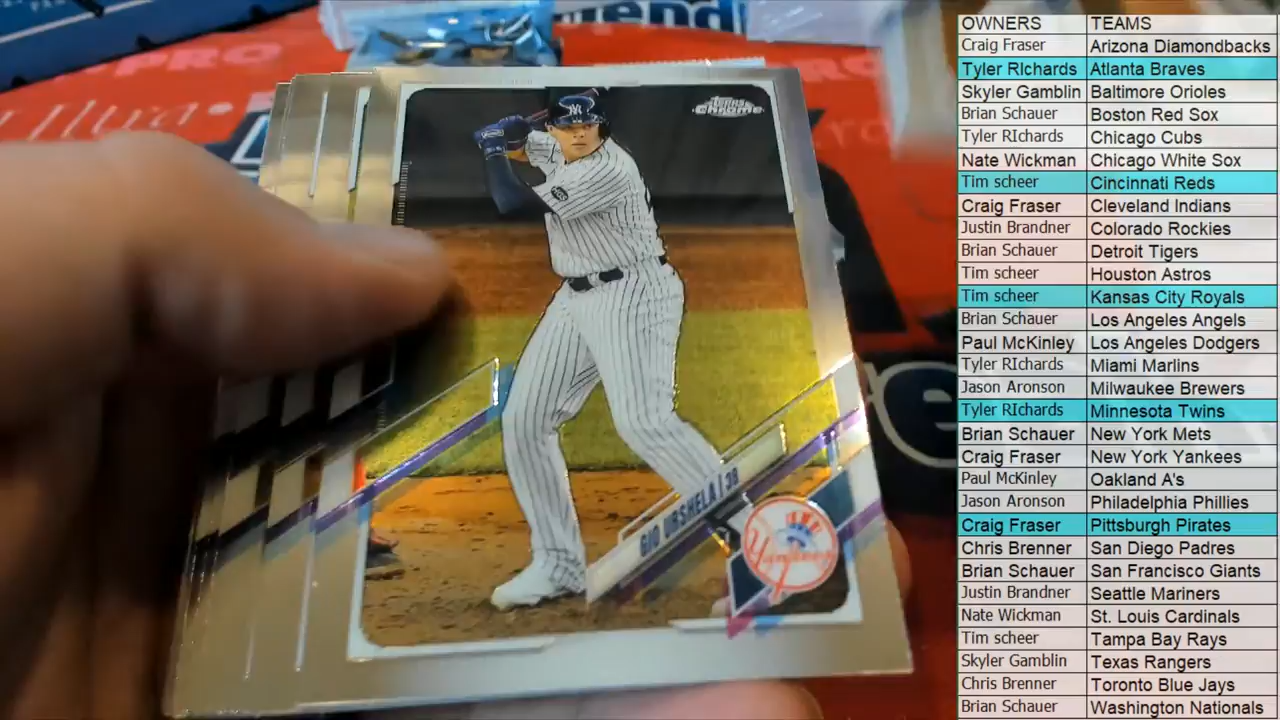 PRO
Ultra
Topps
Chrome
NY
GIO URSHELA | 3B
Yankees
OWNERS TEAMS
Craig Fraser Arizona Diamondbacks
Tyler RIchards Atlanta Braves
Skyler Gamblin Baltimore Orioles
Brian Schauer Boston Red Sox
Tyler RIchards Chicago Cubs
Nate Wickman Chicago White Sox
Tim scheer Cincinnati Reds
Craig Fraser Cleveland Indians
Justin Brandner Colorado Rockies
Brian Schauer Detroit Tigers
Tim scheer Houston Astros
Tim scheer Kansas City Royals
Brian Schauer Los Angeles Angels
Paul McKinley Los Angeles Dodgers
Tyler RIchards Miami Marlins
Jason Aronson Milwaukee Brewers
Tyler RIchards Minnesota Twins
Brian Schauer New York Mets
Craig Fraser New York Yankees
Paul McKinley Oakland A's
Jason Aronson Philadelphia Phillies
Craig Fraser Pittsburgh Pirates
Chris Brenner San Diego Padres
Brian Schauer San Francisco Giants
Justin Brandner Seattle Mariners
Nate Wickman St. Louis Cardinals
Tim scheer Tampa Bay Rays
Skyler Gamblin Texas Rangers
Chris Brenner Toronto Blue Jays
Brian Schauer Washington Nationals